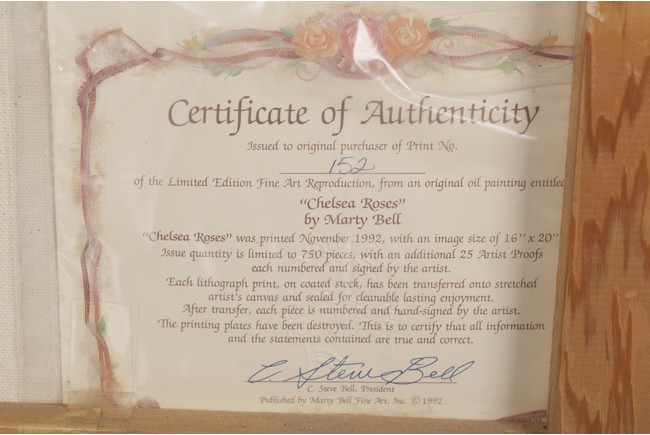 Certificate of Authenticity
Issued to original purchaser of Print No.
152
of the Limited Edition Fine Art Reproduction, from an original oil painting entitled
"Chelsea Roses"
by Marty Bell
"Chelsea Roses" was printed November 1992, with an image size of 16" x 20"
Issue quantity is limited to 750 pieces, with an additional 25 Artist Proofs
each numbered and signed by the artist.
Each lithograph print, on coated stock, has been transferred onto stretched
artist's canvas and sealed for cleanable lasting enjoyment.
After transfer, each piece is numbered and hand-signed by the artist.
The printing plates have been destroyed. This is to certify that all information
and the statements contained are true and correct.
C. Steve Bell
C. Steve Bell, President
Published by Marty Bell Fine Art, Inc. © 1992